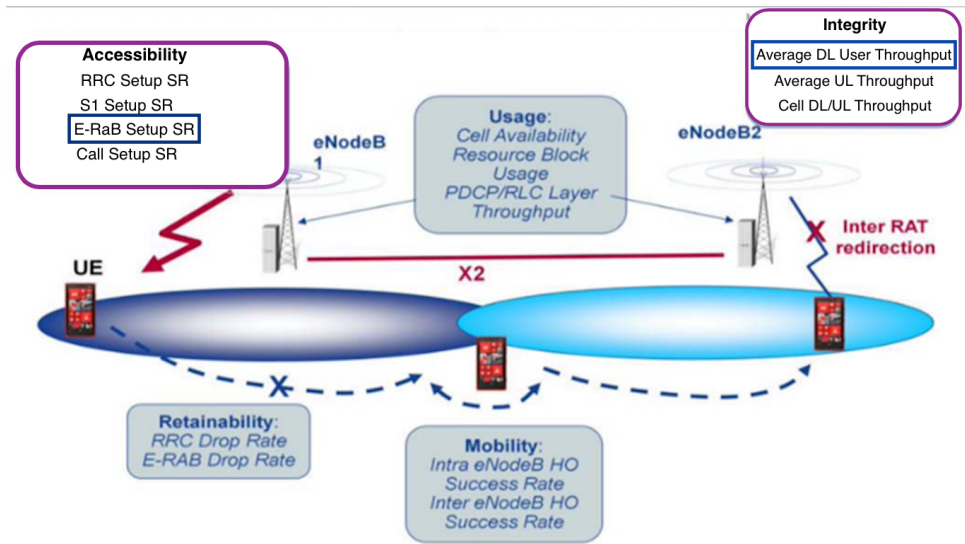 Accessibility
RRC Setup SR
S1 Setup SR
E-RaB Setup SR
Call Setup SR
Integrity
Average DL User Throughput
Average UL Throughput
Cell DL/UL Throughput
eNodeB
1
Usage:
Cell Availability
Resource Block
Usage
PDCP/RLC Layer
Throughput
eNodeB2
X
Inter RAT
redirection
UE
X2
X
Retainability:
RRC Drop Rate
E-RAB Drop Rate
Mobility:
Intra eNodeB HO
Success Rate
Inter eNodeB HO
Success Rate